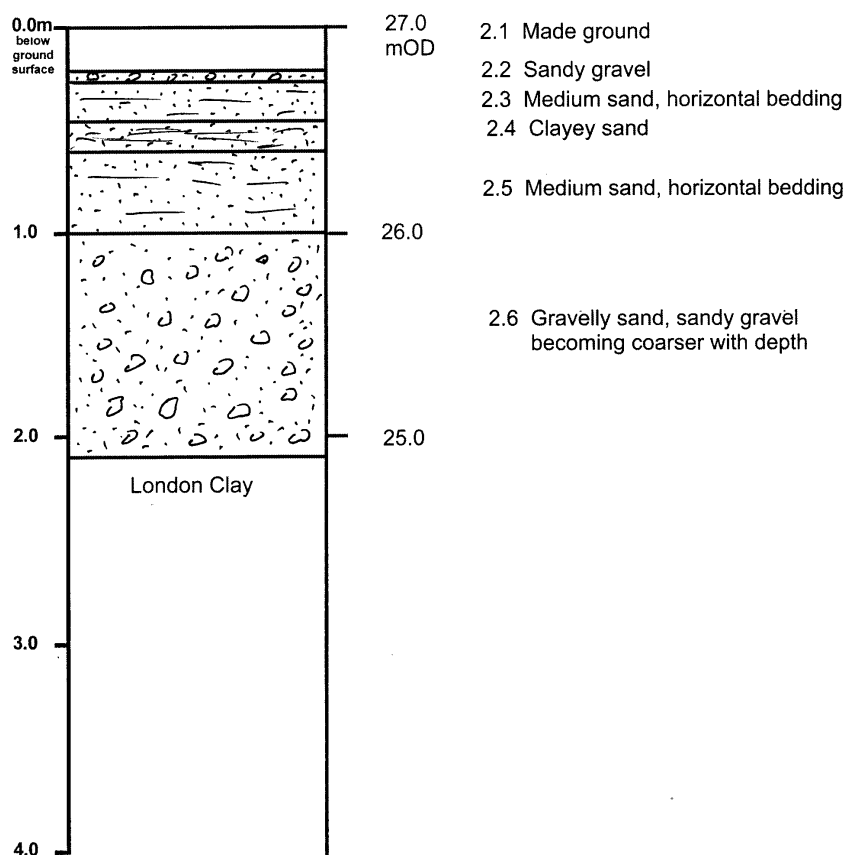 0.0m
below
ground
surface
27.0
mOD
2.1 Made ground
2.2 Sandy gravel
2.3 Medium sand, horizontal bedding
2.4 Clayey sand
2.5 Medium sand, horizontal bedding
1.0
26.0
2.6 Gravelly sand, sandy gravel
becoming coarser with depth
2.0
25.0
London Clay
3.0
4.0